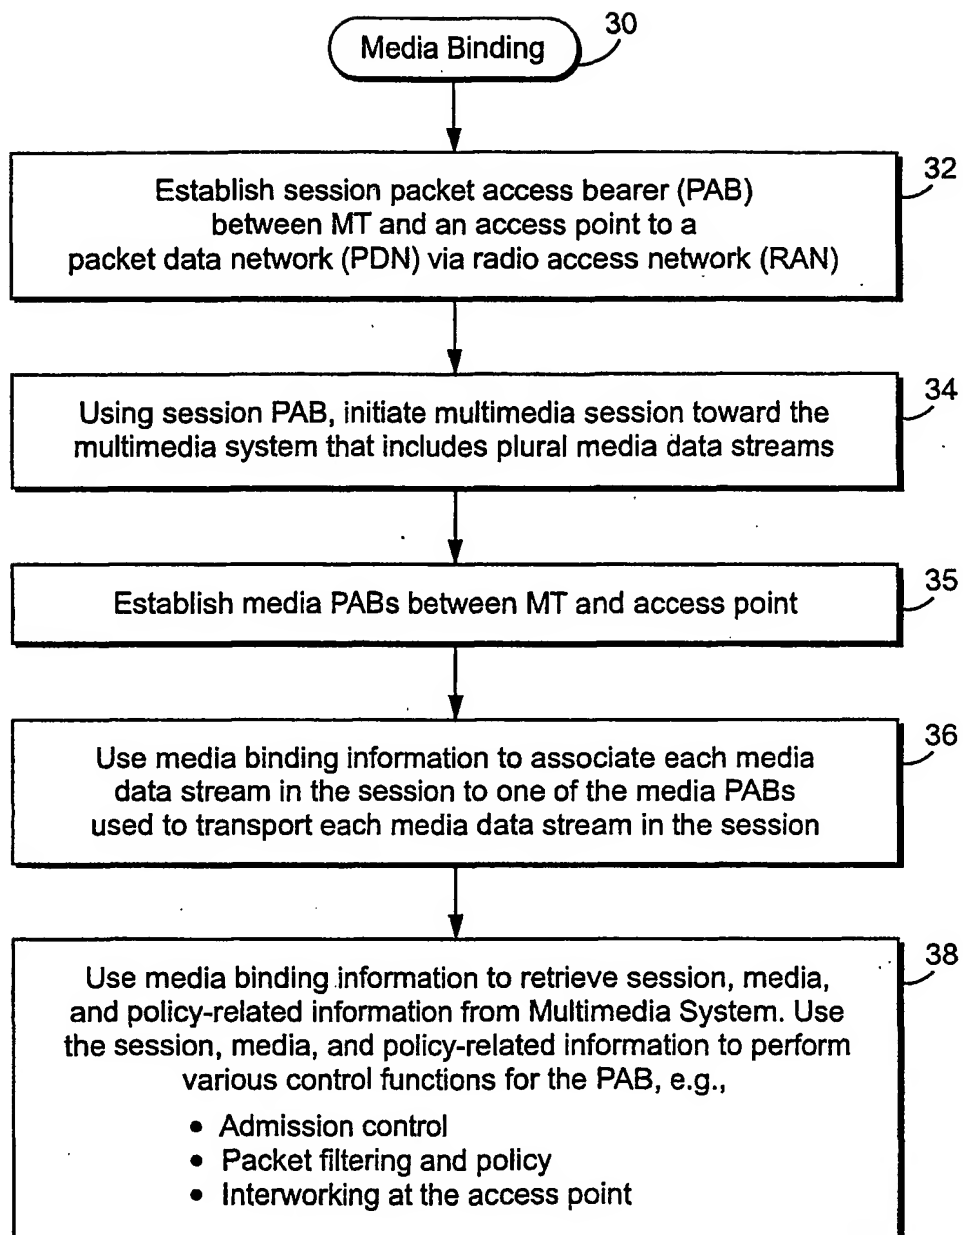 Media Binding
30
Establish session packet access bearer (PAB)
between MT and an access point to a
packet data network (PDN) via radio access network (RAN)
32
Using session PAB, initiate multimedia session toward the
multimedia system that includes plural media data streams
34
Establish media PABs between MT and access point
35
Use media binding information to associate each media
data stream in the session to one of the media PABs
used to transport each media data stream in the session
36
Use media binding information to retrieve session, media,
and policy-related information from Multimedia System. Use
the session, media, and policy-related information to perform
various control functions for the PAB, e.g.,
• Admission control
• Packet filtering and policy
• Interworking at the access point
38